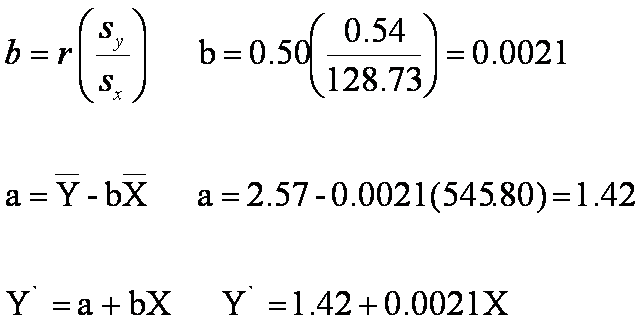 b = r(s_y / s_x)   b = 0.50(0.54 / 128.73) = 0.0021
a = Y̅ - bX̅   a = 2.57 - 0.0021(545.80) = 1.42
Y` = a + bX   Y` = 1.42 + 0.0021X